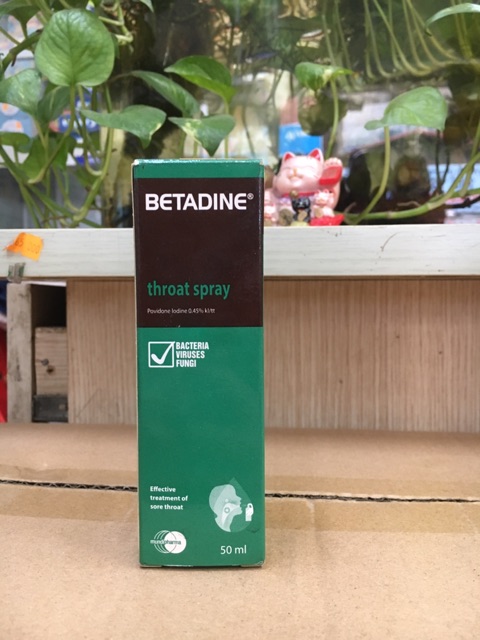 BETADINE®
throat spray
Povidone Iodine 0.45% kl/tt
BACTERIA
VIRUSES
FUNGI
Effective
treatment of
sore throat
mundipharma
50 ml